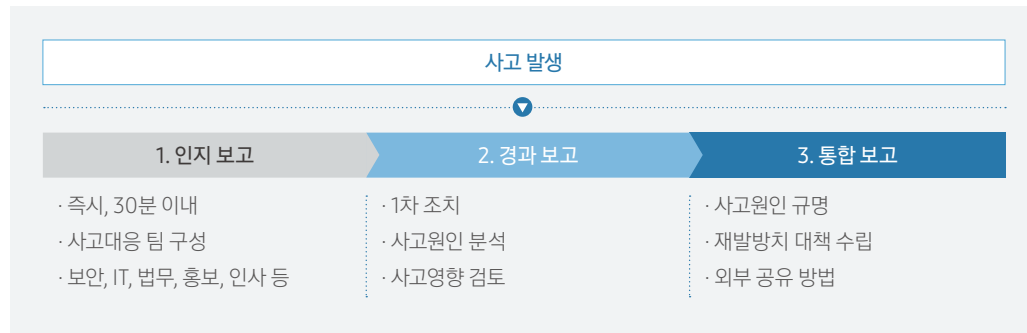 사고 발생
1. 인지 보고
2. 경과 보고
3. 통합 보고
· 즉시, 30분 이내
· 사고대응 팀 구성
· 보안, IT, 법무, 홍보, 인사 등
· 1차 조치
· 사고원인 분석
· 사고영향 검토
· 사고원인 규명
· 재발방치 대책 수립
· 외부 공유 방법